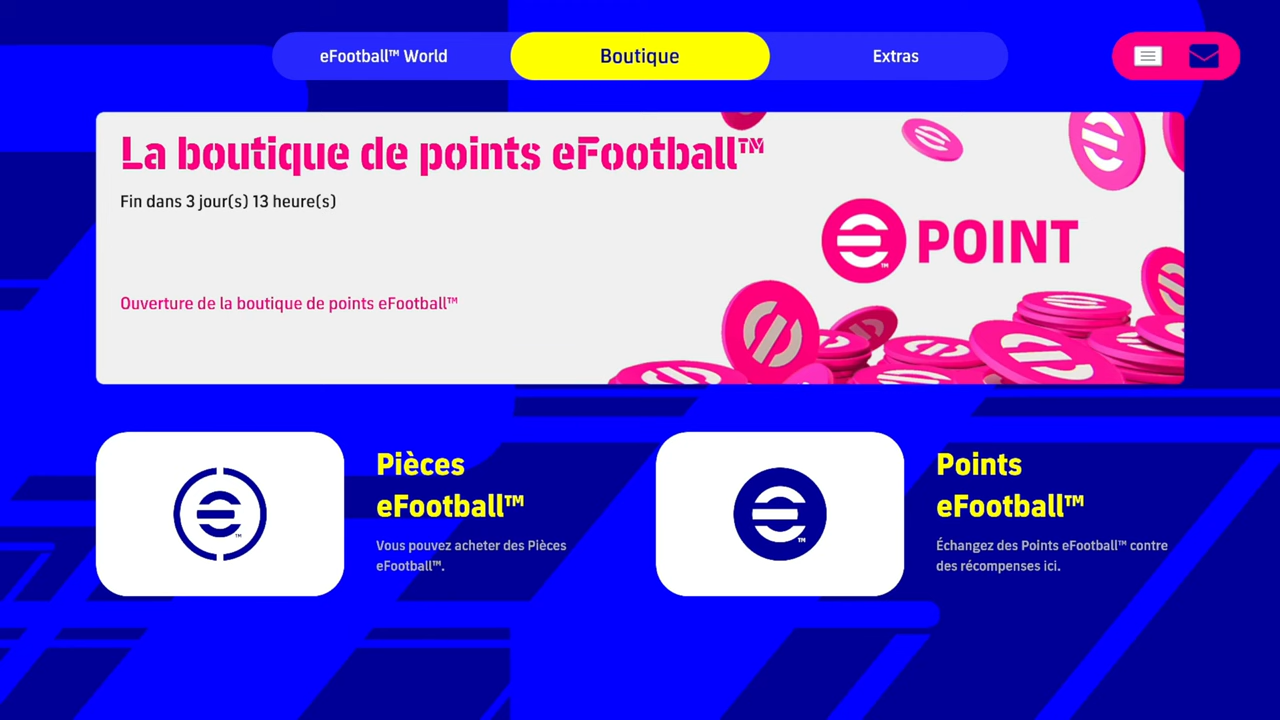 eFootball™ World
Boutique
Extras
La boutique de points eFootball™
Fin dans 3 jour(s) 13 heure(s)
POINT
Ouverture de la boutique de points eFootball™
Pièces
eFootball™
Vous pouvez acheter des Pièces
eFootball™.
Points
eFootball™
Échangez des Points eFootball™ contre
des récompenses ici.